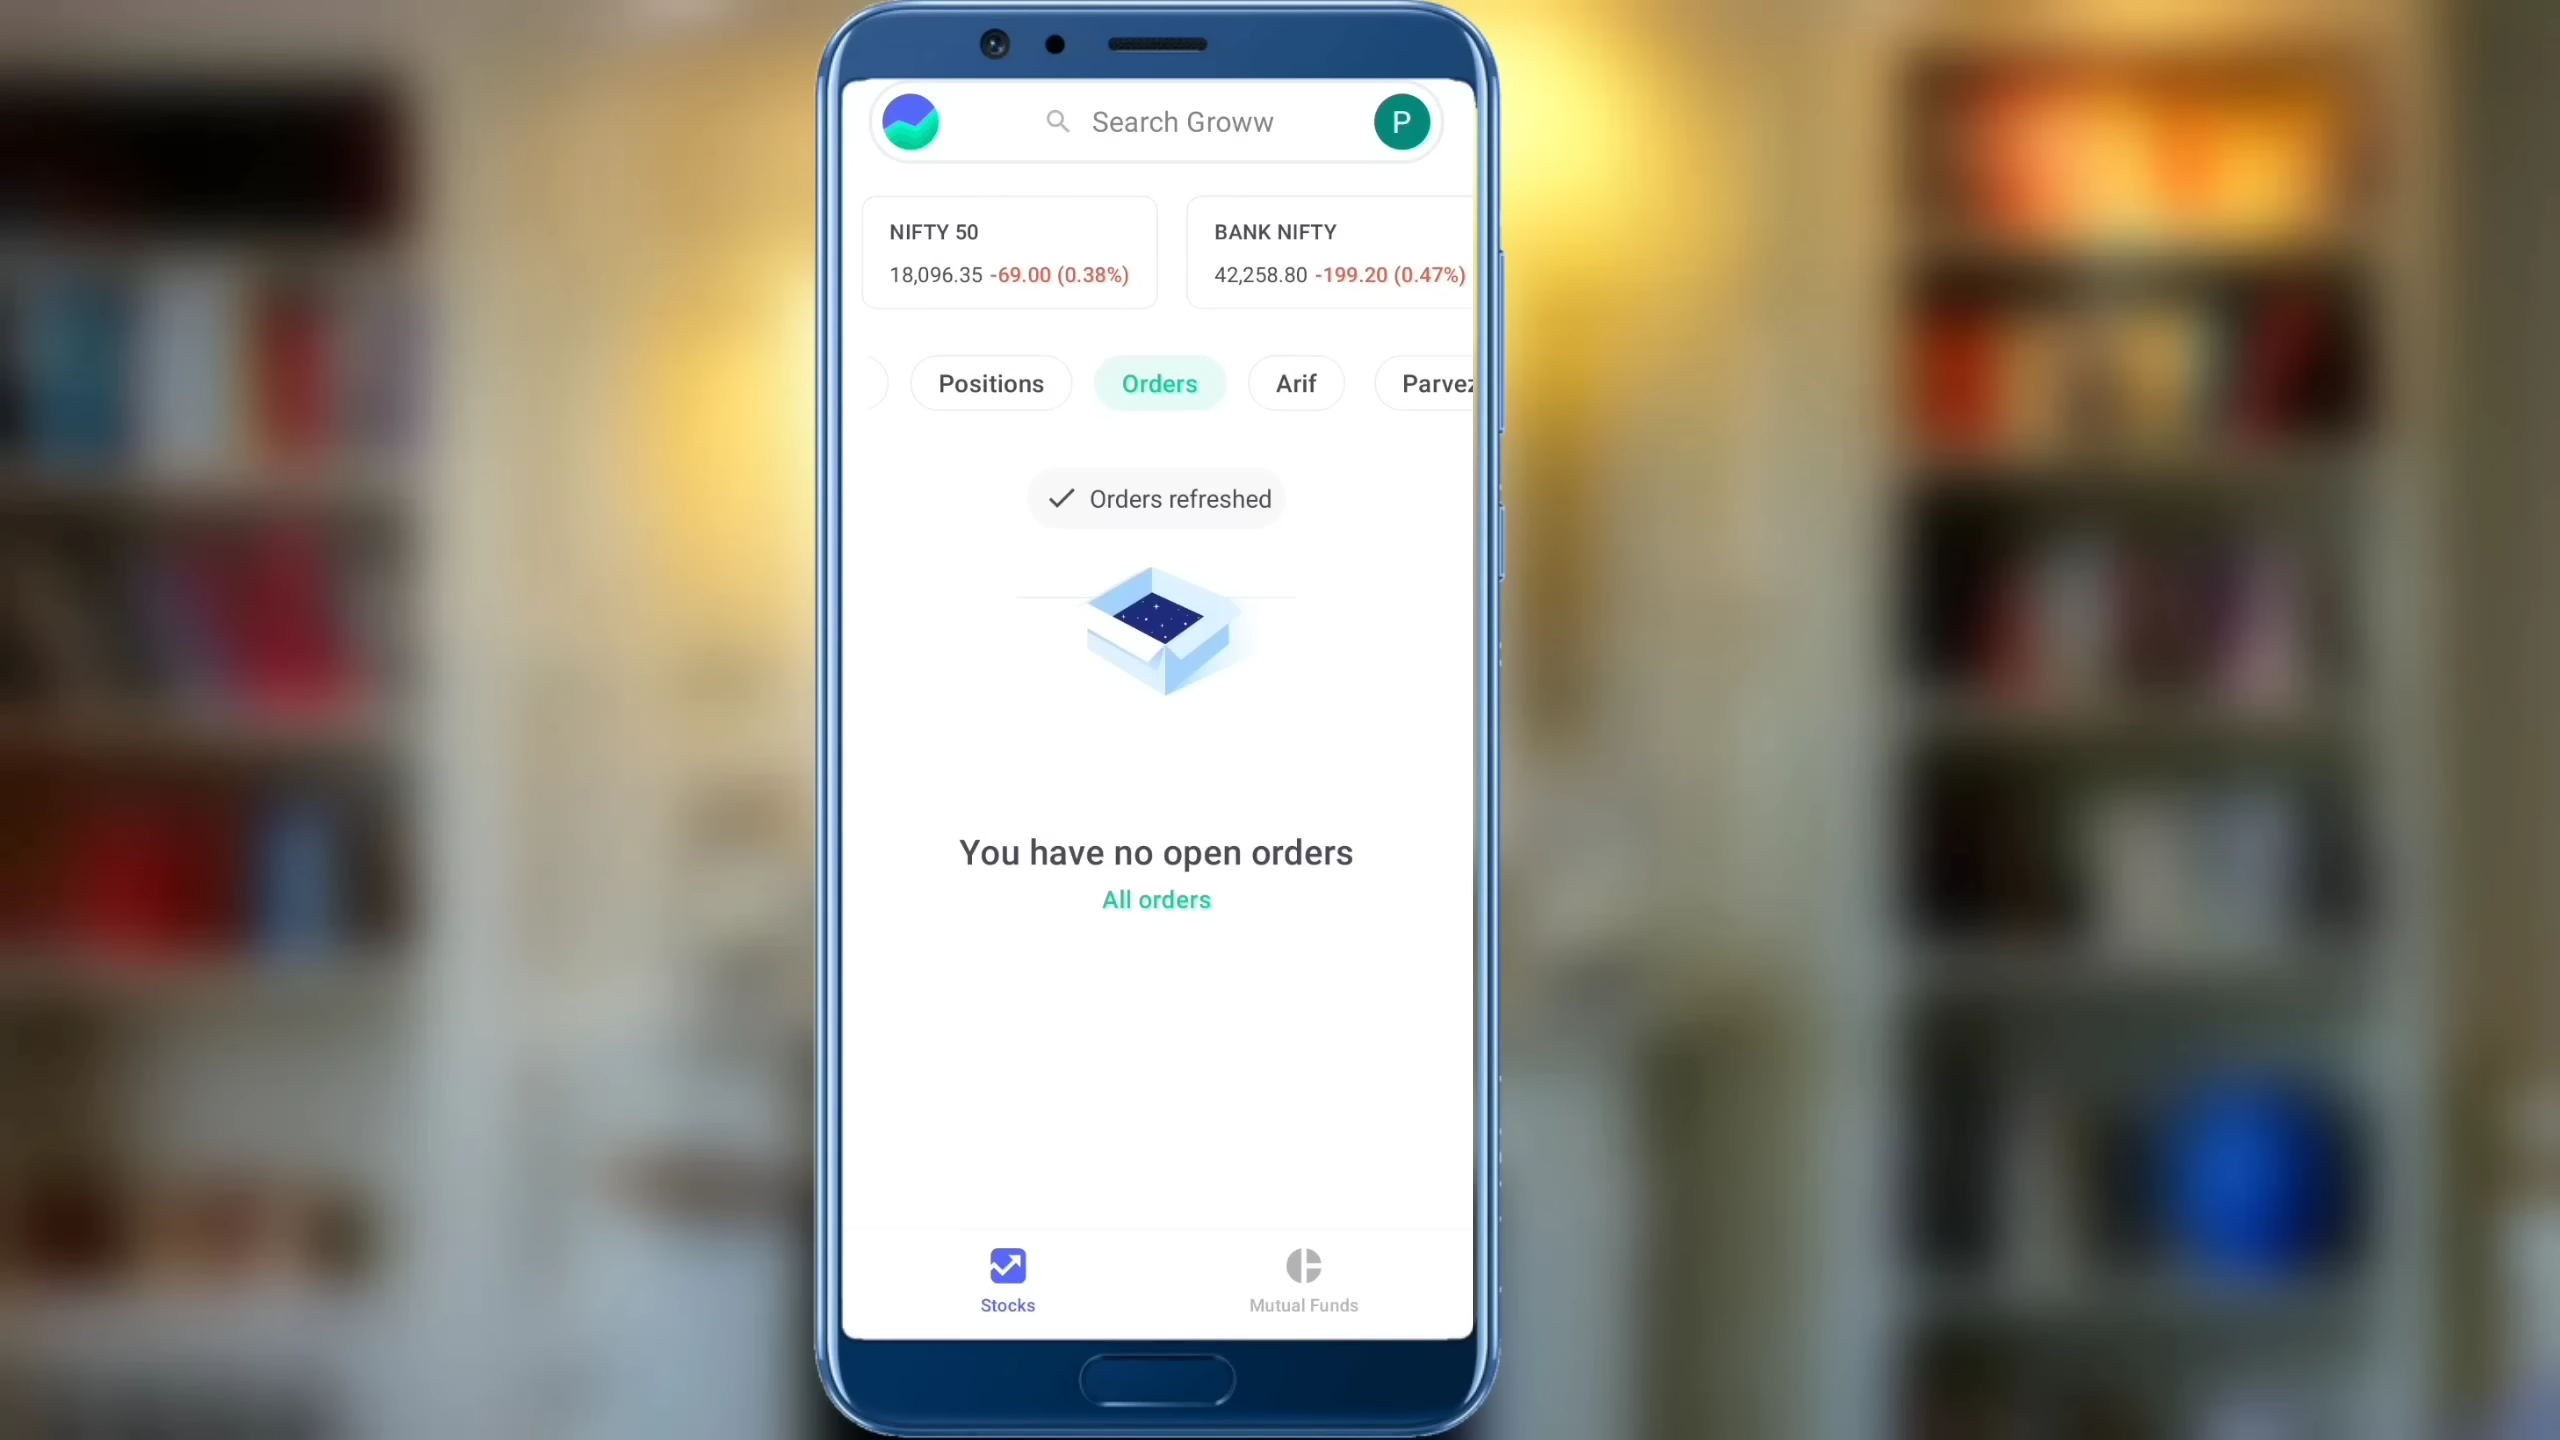 Search Groww
P
NIFTY 50
18,096.35 -69.00 (0.38%)
BANK NIFTY
42,258.80 -199.20 (0.47%)
Positions
Orders
Arif
Parvez
Orders refreshed
You have no open orders
All orders
Stocks
Mutual Funds